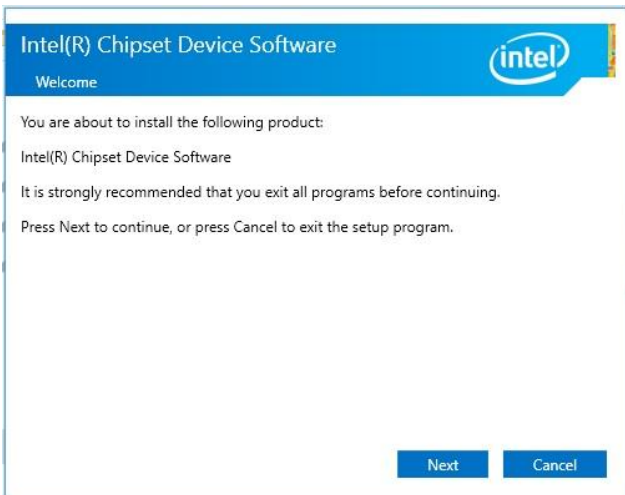 Intel(R) Chipset Device Software
intel
Welcome
You are about to install the following product:
Intel(R) Chipset Device Software
It is strongly recommended that you exit all programs before continuing.
Press Next to continue, or press Cancel to exit the setup program.
Next
Cancel